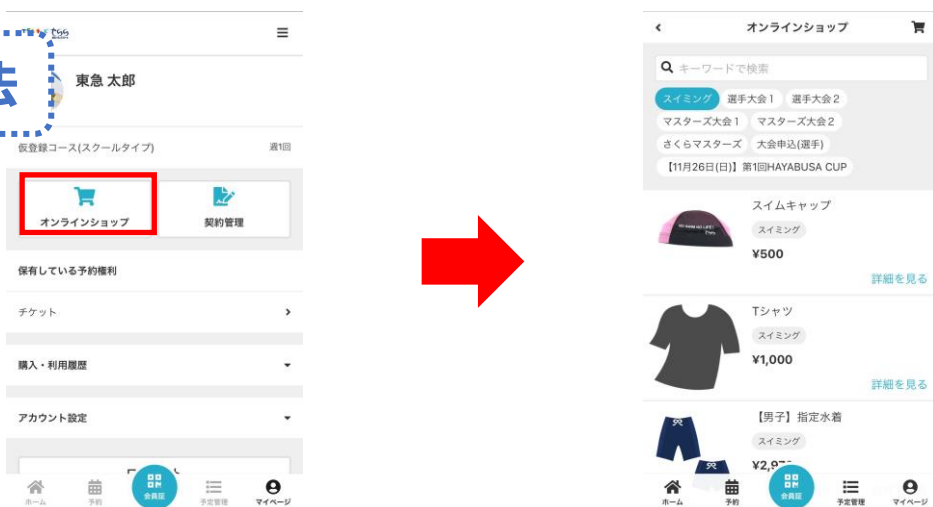 東急 太郎
仮登録コース(スクールタイプ)
週1回
オンラインショップ
契約管理
保有している予約権利
チケット
購入・利用履歴
アカウント設定
ホーム
予約
会員証
予定管理
マイページ
オンラインショップ
キーワードで検索
スイミング 選手大会1 選手大会2
マスターズ大会1 マスターズ大会2
さくらマスターズ 大会申込(選手)
【11月26日(日)】第1回HAYABUSA CUP
スイムキャップ
スイミング
¥500
詳細を見る
Tシャツ
スイミング
¥1,000
詳細を見る
【男子】指定水着
スイミング
ホーム
予約
会員証
予定管理
マイページ